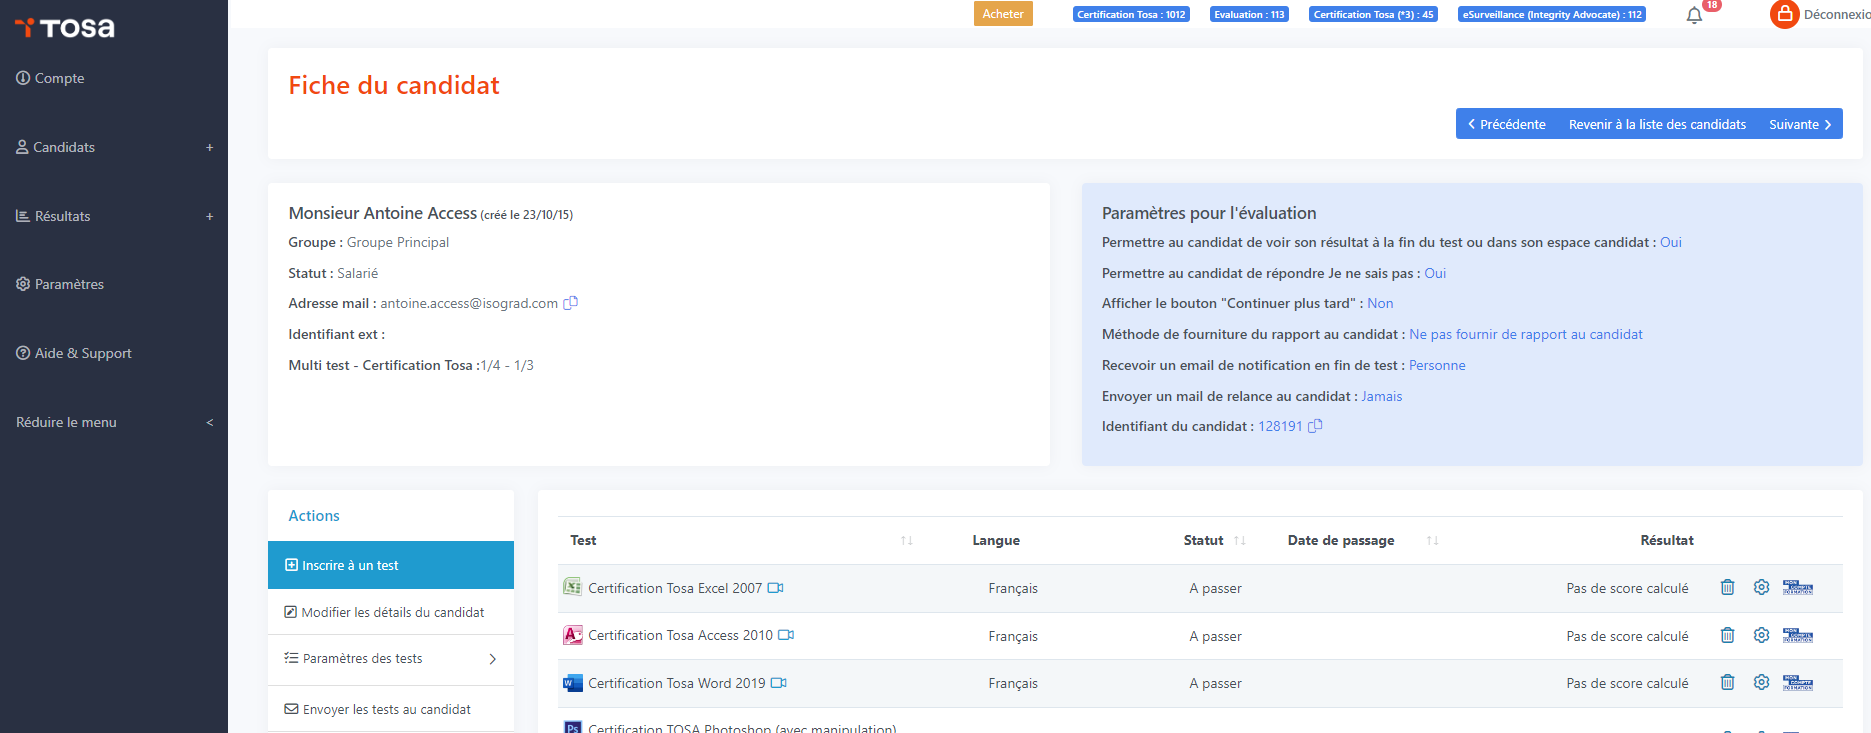 TOSA
Acheter
Certification Tosa : 1012
Evaluation : 113
Certification Tosa (*3) : 45
eSurveillance (Integrity Advocate) : 112
18
Déconnexio
Compte
Candidats +
Résultats +
Paramètres
Aide & Support
Réduire le menu <
Fiche du candidat
Précédente
Revenir à la liste des candidats
Suivante
Monsieur Antoine Access (créé le 23/10/15)
Groupe : Groupe Principal
Statut : Salarié
Adresse mail : antoine.access@isograd.com
Identifiant ext :
Multi test - Certification Tosa :1/4 - 1/3
Paramètres pour l'évaluation
Permettre au candidat de voir son résultat à la fin du test ou dans son espace candidat : Oui
Permettre au candidat de répondre Je ne sais pas : Oui
Afficher le bouton "Continuer plus tard" : Non
Méthode de fourniture du rapport au candidat : Ne pas fournir de rapport au candidat
Recevoir un email de notification en fin de test : Personne
Envoyer un mail de relance au candidat : Jamais
Identifiant du candidat : 128191
Actions
Inscrire à un test
Modifier les détails du candidat
Paramètres des tests
Envoyer les tests au candidat
Test Langue Statut Date de passage Résultat
Certification Tosa Excel 2007 Français A passer Pas de score calculé MON COMPTE FORMATION
Certification Tosa Access 2010 Français A passer Pas de score calculé MON COMPTE FORMATION
Certification Tosa Word 2019 Français A passer Pas de score calculé MON COMPTE FORMATION
Ps Certification TOSA Photoshop (avec manipulation)